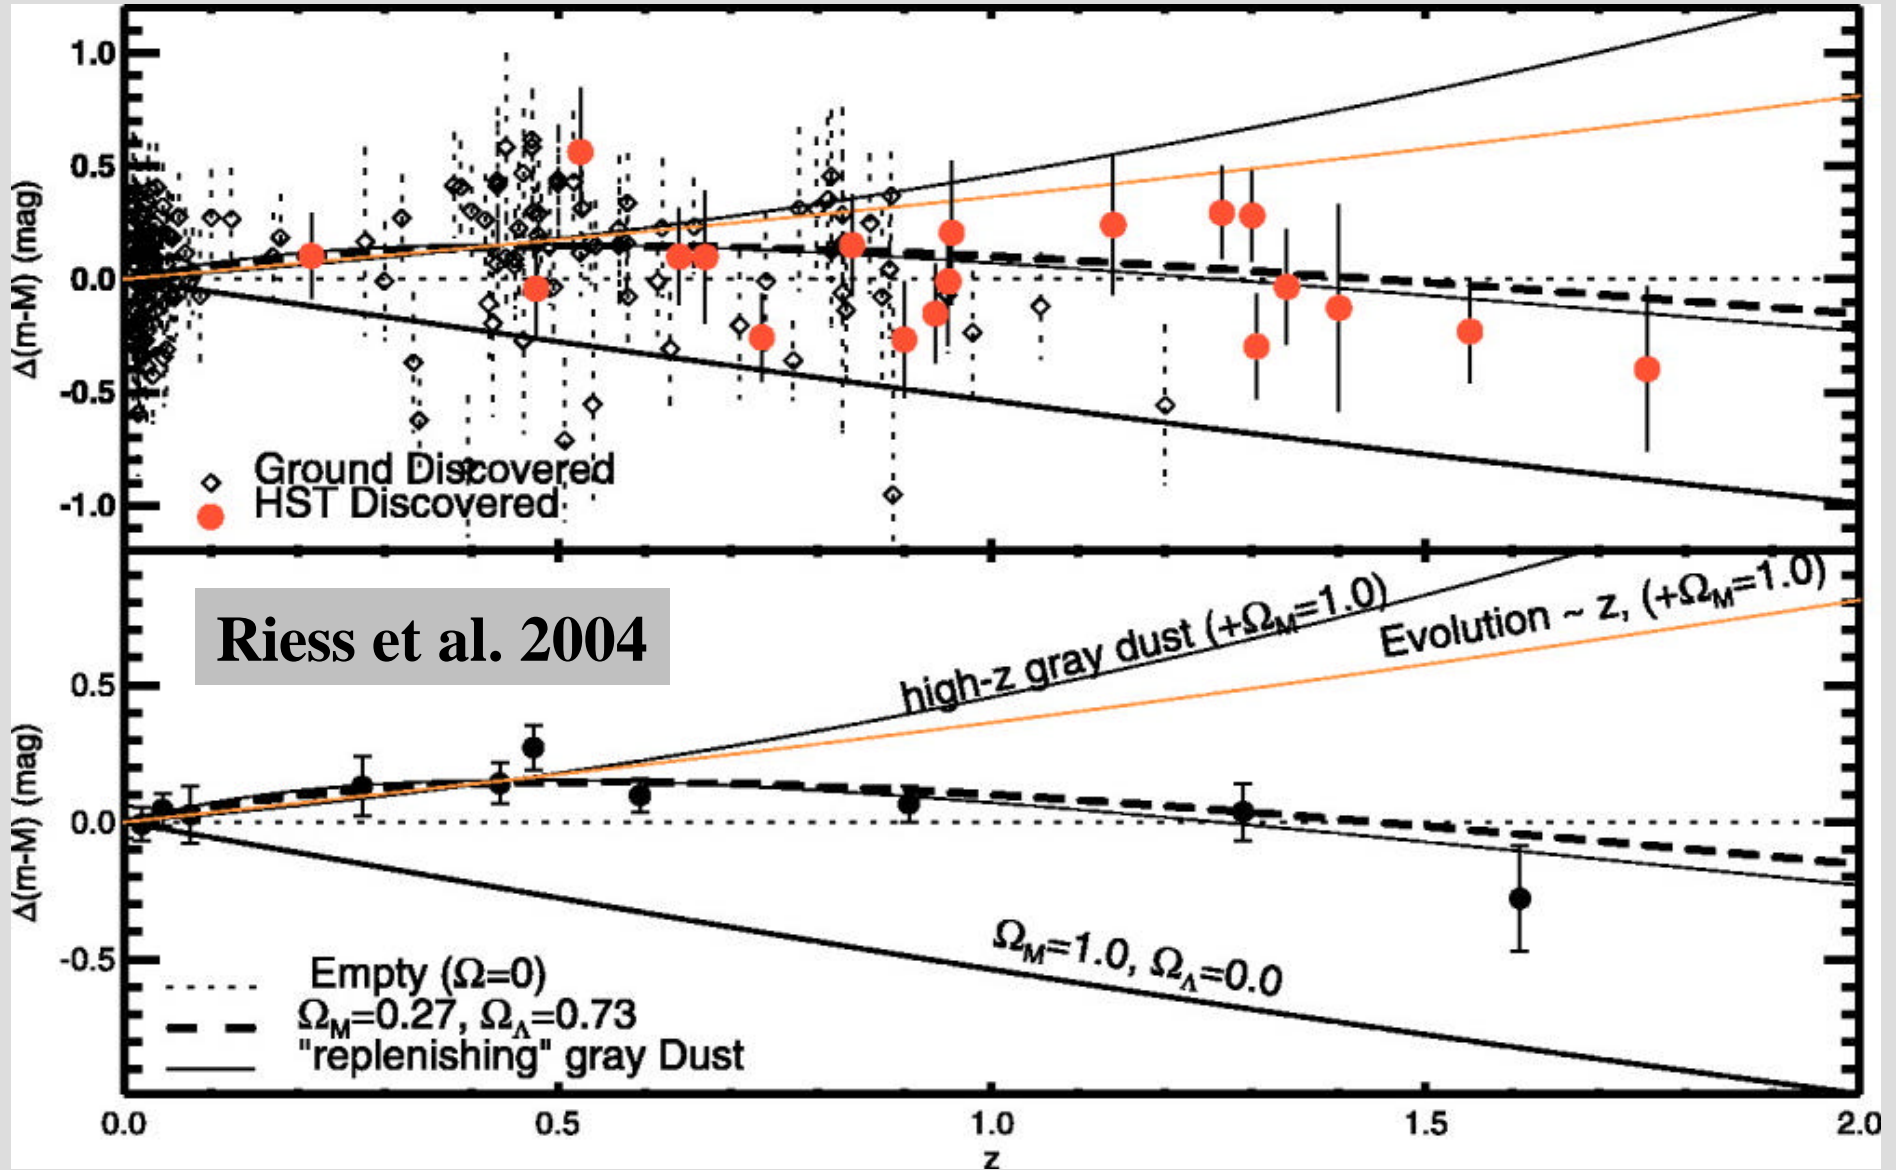 1.0
0.5
0.0
-0.5
-1.0
Δ(m-M) (mag)
Ground Discovered
HST Discovered
Riess et al. 2004
high-z gray dust (+ΩM=1.0)
Evolution ~ z, (+ΩM=1.0)
0.5
0.0
-0.5
Δ(m-M) (mag)
ΩM=1.0, ΩΛ=0.0
Empty (Ω=0)
ΩM=0.27, ΩΛ=0.73
"replenishing" gray Dust
0.0 0.5 1.0 1.5 2.0
z